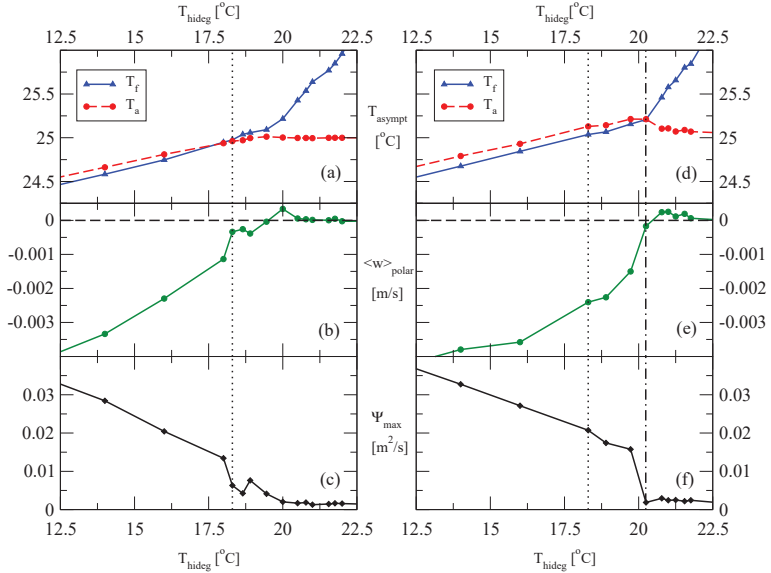 T_hideg [°C]
T_hideg [°C]
12.5 15 17.5 20 22.5
12.5 15 17.5 20 22.5
26
25.5
25
24.5
T_f
T_a
(a)
T_asympt
[°C]
T_f
T_a
(d)
26
25.5
25
24.5
0
-0.001
-0.002
-0.003
(b)
<w>_polar
[m/s]
(e)
0
-0.001
-0.002
-0.003
0.03
0.02
0.01
0
(c)
Ψ_max
[m²/s]
(f)
0.03
0.02
0.01
0
12.5 15 17.5 20 22.5
12.5 15 17.5 20 22.5
T_hideg [°C]
T_hideg [°C]